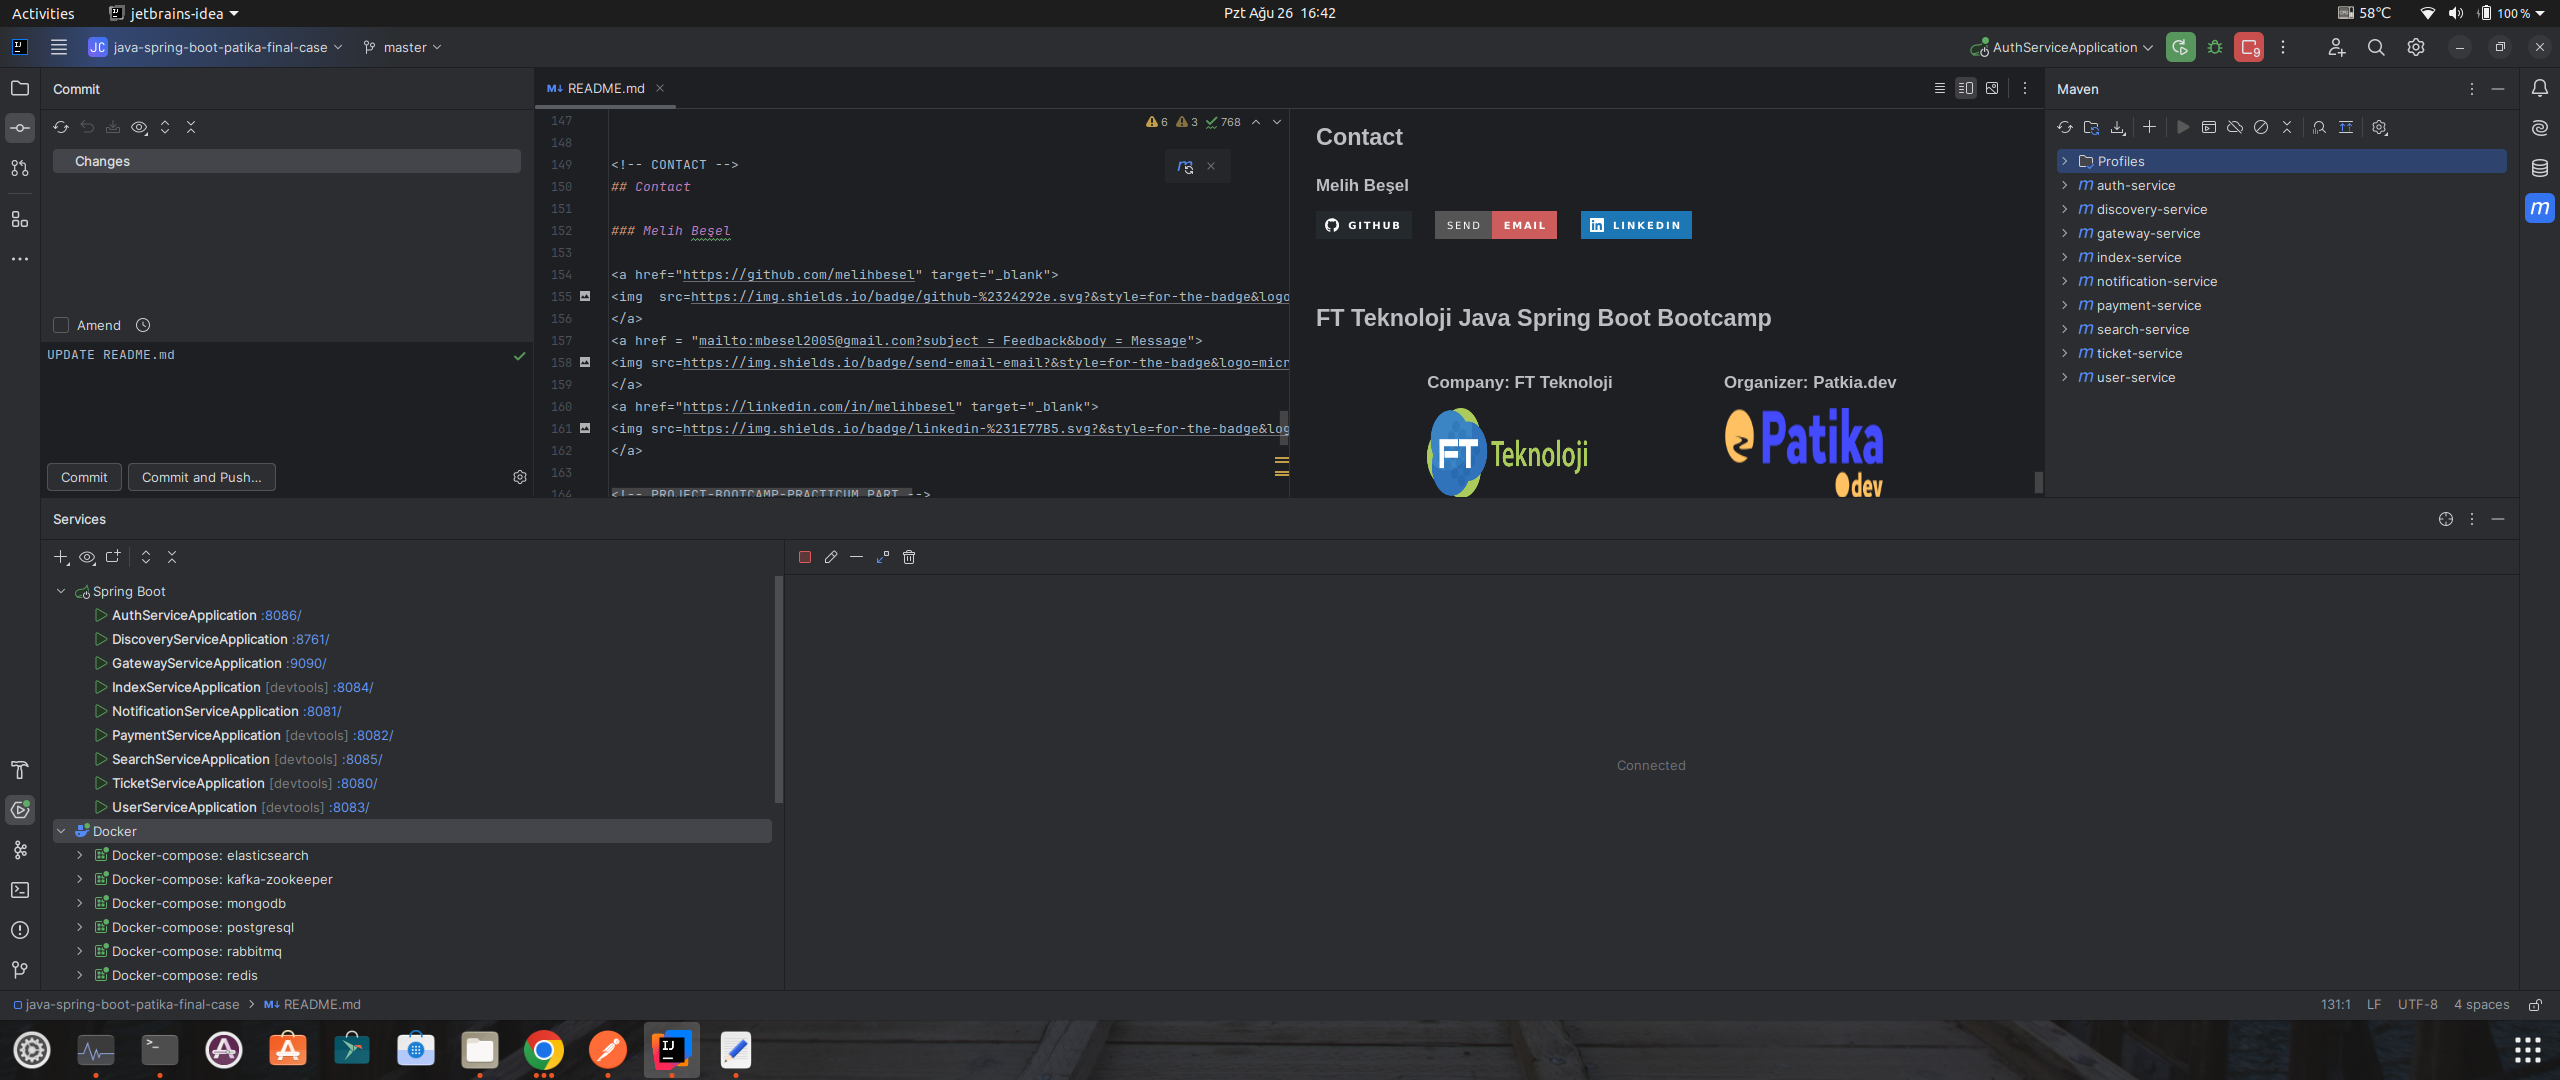 Activities
jetbrains-idea
Pzt Ağu 26 16:42
58°C
100 %
JC java-spring-boot-patika-final-case
master
AuthServiceApplication
9
Commit
Changes
Amend
UPDATE README.md
Commit
Commit and Push...
README.md
6 3 768
147
148
149 <!-- CONTACT -->
150 ## Contact
151
152 ### Melih Beşel
153
154 <a href="https://github.com/melihbesel" target="_blank">
155 <img  src=https://img.shields.io/badge/github-%2324292e.svg?&style=for-the-badge&logo
156 </a>
157 <a href = "mailto:mbesel2005@gmail.com?subject = Feedback&body = Message">
158 <img src=https://img.shields.io/badge/send-email-email?&style=for-the-badge&logo=micr
159 </a>
160 <a href="https://linkedin.com/in/melihbesel" target="_blank">
161 <img src=https://img.shields.io/badge/linkedin-%231E77B5.svg?&style=for-the-badge&log
162 </a>
163
164 <!-- PROJECT-BOOTCAMP-PRACTICUM PART -->
Contact
Melih Beşel
GITHUB
SEND EMAIL
LINKEDIN
FT Teknoloji Java Spring Boot Bootcamp
Company: FT Teknoloji
Organizer: Patkia.dev
FT Teknoloji
Patika
dev
Maven
Profiles
auth-service
discovery-service
gateway-service
index-service
notification-service
payment-service
search-service
ticket-service
user-service
Services
Spring Boot
AuthServiceApplication :8086/
DiscoveryServiceApplication :8761/
GatewayServiceApplication :9090/
IndexServiceApplication [devtools] :8084/
NotificationServiceApplication :8081/
PaymentServiceApplication [devtools] :8082/
SearchServiceApplication [devtools] :8085/
TicketServiceApplication [devtools] :8080/
UserServiceApplication [devtools] :8083/
Docker
Docker-compose: elasticsearch
Docker-compose: kafka-zookeeper
Docker-compose: mongodb
Docker-compose: postgresql
Docker-compose: rabbitmq
Docker-compose: redis
Connected
java-spring-boot-patika-final-case > README.md
131:1 LF UTF-8 4 spaces